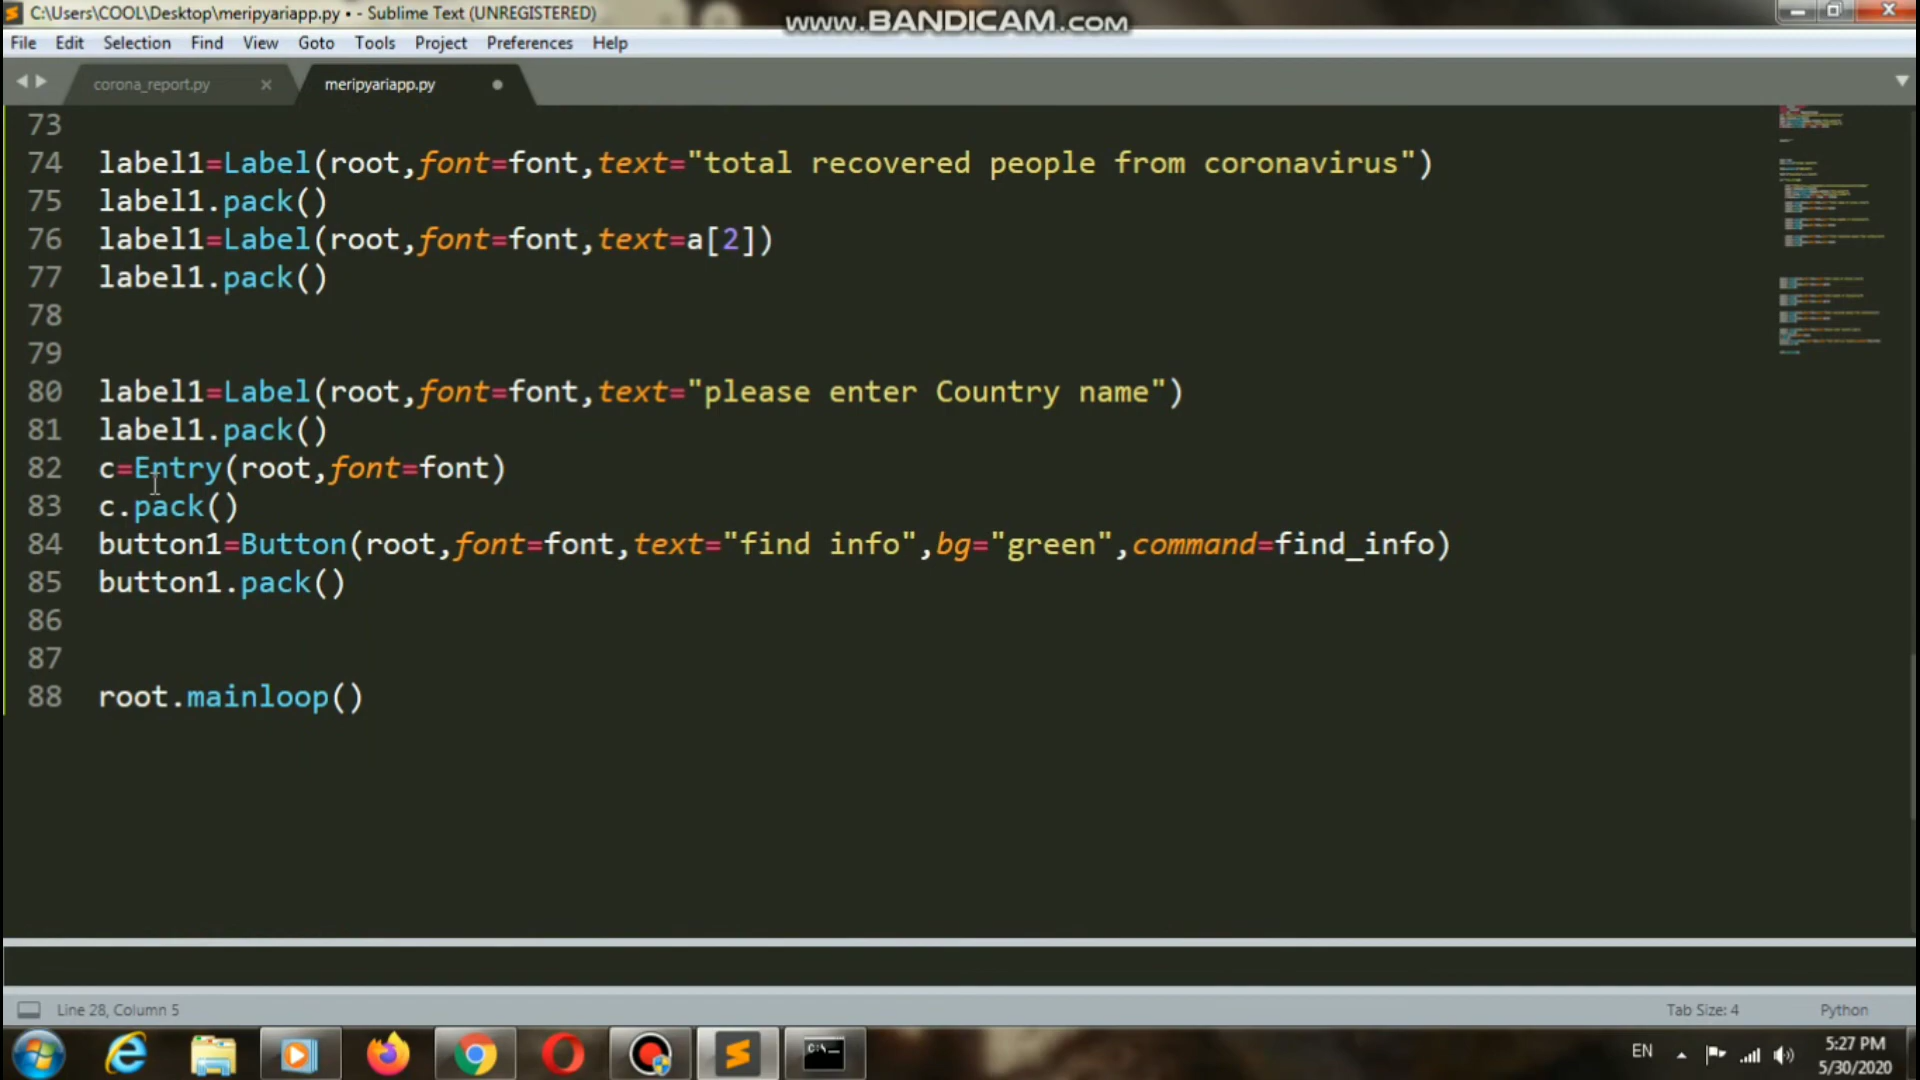 C:\Users\COOL\Desktop\meripyariapp.py • - Sublime Text (UNREGISTERED)
www.BANDICAM.com
File Edit Selection Find View Goto Tools Project Preferences Help
corona_report.py × meripyariapp.py
73
74 label1=Label(root,font=font,text="total recovered people from coronavirus")
75 label1.pack()
76 label1=Label(root,font=font,text=a[2])
77 label1.pack()
78
79
80 label1=Label(root,font=font,text="please enter Country name")
81 label1.pack()
82 c=Entry(root,font=font)
83 c.pack()
84 button1=Button(root,font=font,text="find info",bg="green",command=find_info)
85 button1.pack()
86
87
88 root.mainloop()
Line 28, Column 5 Tab Size: 4 Python
C:\_
EN 5:27 PM
5/30/2020